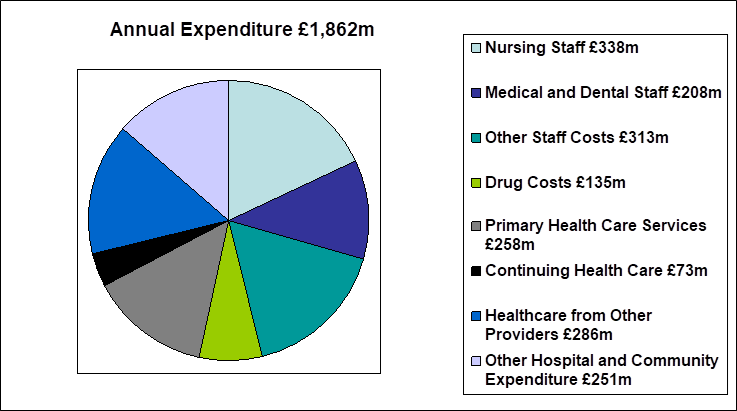 Annual Expenditure £1,862m
Nursing Staff £338m
Medical and Dental Staff £208m
Other Staff Costs £313m
Drug Costs £135m
Primary Health Care Services
£258m
Continuing Health Care £73m
Healthcare from Other
Providers £286m
Other Hospital and Community
Expenditure £251m